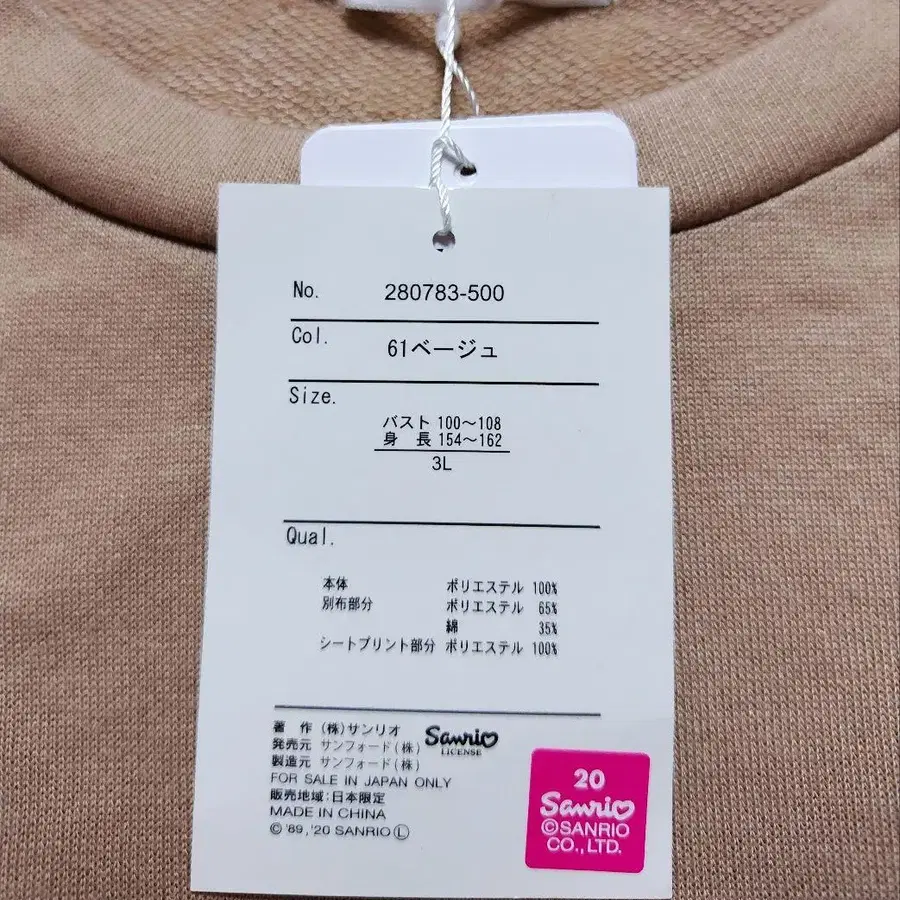 No. 280783-500
Col. 61ベージュ
Size.
バスト 100〜108
身 長 154〜162
3L
Qual.
本体 ポリエステル 100%
別布部分 ポリエステル 65%
綿 35%
シートプリント部分 ポリエステル 100%
著 作 (株)サンリオ
発売元 サンフォード(株)
製造元 サンフォード(株)
Sanrio
LICENSE
FOR SALE IN JAPAN ONLY
販売地域:日本限定
MADE IN CHINA
© '89,'20 SANRIO Ⓛ
20
Sanrio
©SANRIO
CO.,LTD.